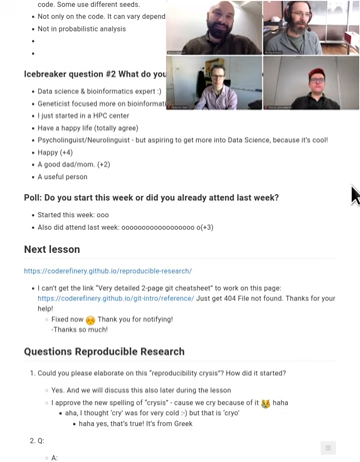 code. Some use different seeds.
Not only on the code. It can vary depend
Not in probabilistic analysis
Icebreaker question #2 What do you
Data science & bioinformatics expert :)
Geneticist focused more on bioinformati
I just started in a HPC center
Have a happy life (totally agree)
Psycholinguist/Neurolinguist - but aspiring to get more into Data Science, because it's cool!
Happy (+4)
A good dad/mom. (+2)
A useful person
Poll: Do you start this week or did you already attend last week?
Started this week: ooo
Also did attend last week: oooooooooooooooooo o(+3)
Next lesson
https://coderefinery.github.io/reproducible-research/
I can't get the link "Very detailed 2-page git cheatsheet" to work on this page:
https://coderefinery.github.io/git-intro/reference/ Just get 404 File not found. Thanks for your
help!
Fixed now 😊 Thank you for notifying!
-Thanks so much!
Questions Reproducible Research
1. Could you please elaborate on this "reproducibility crysis"? How did it started?
Yes. And we will discuss this also later during the lesson
I approve the new spelling of "crysis" - cause we cry because of it 😿 haha
aha, I thought 'cry' was for very cold :-) but that is 'cryo'
haha yes, that's true! It's from Greek
2. Q:
A: